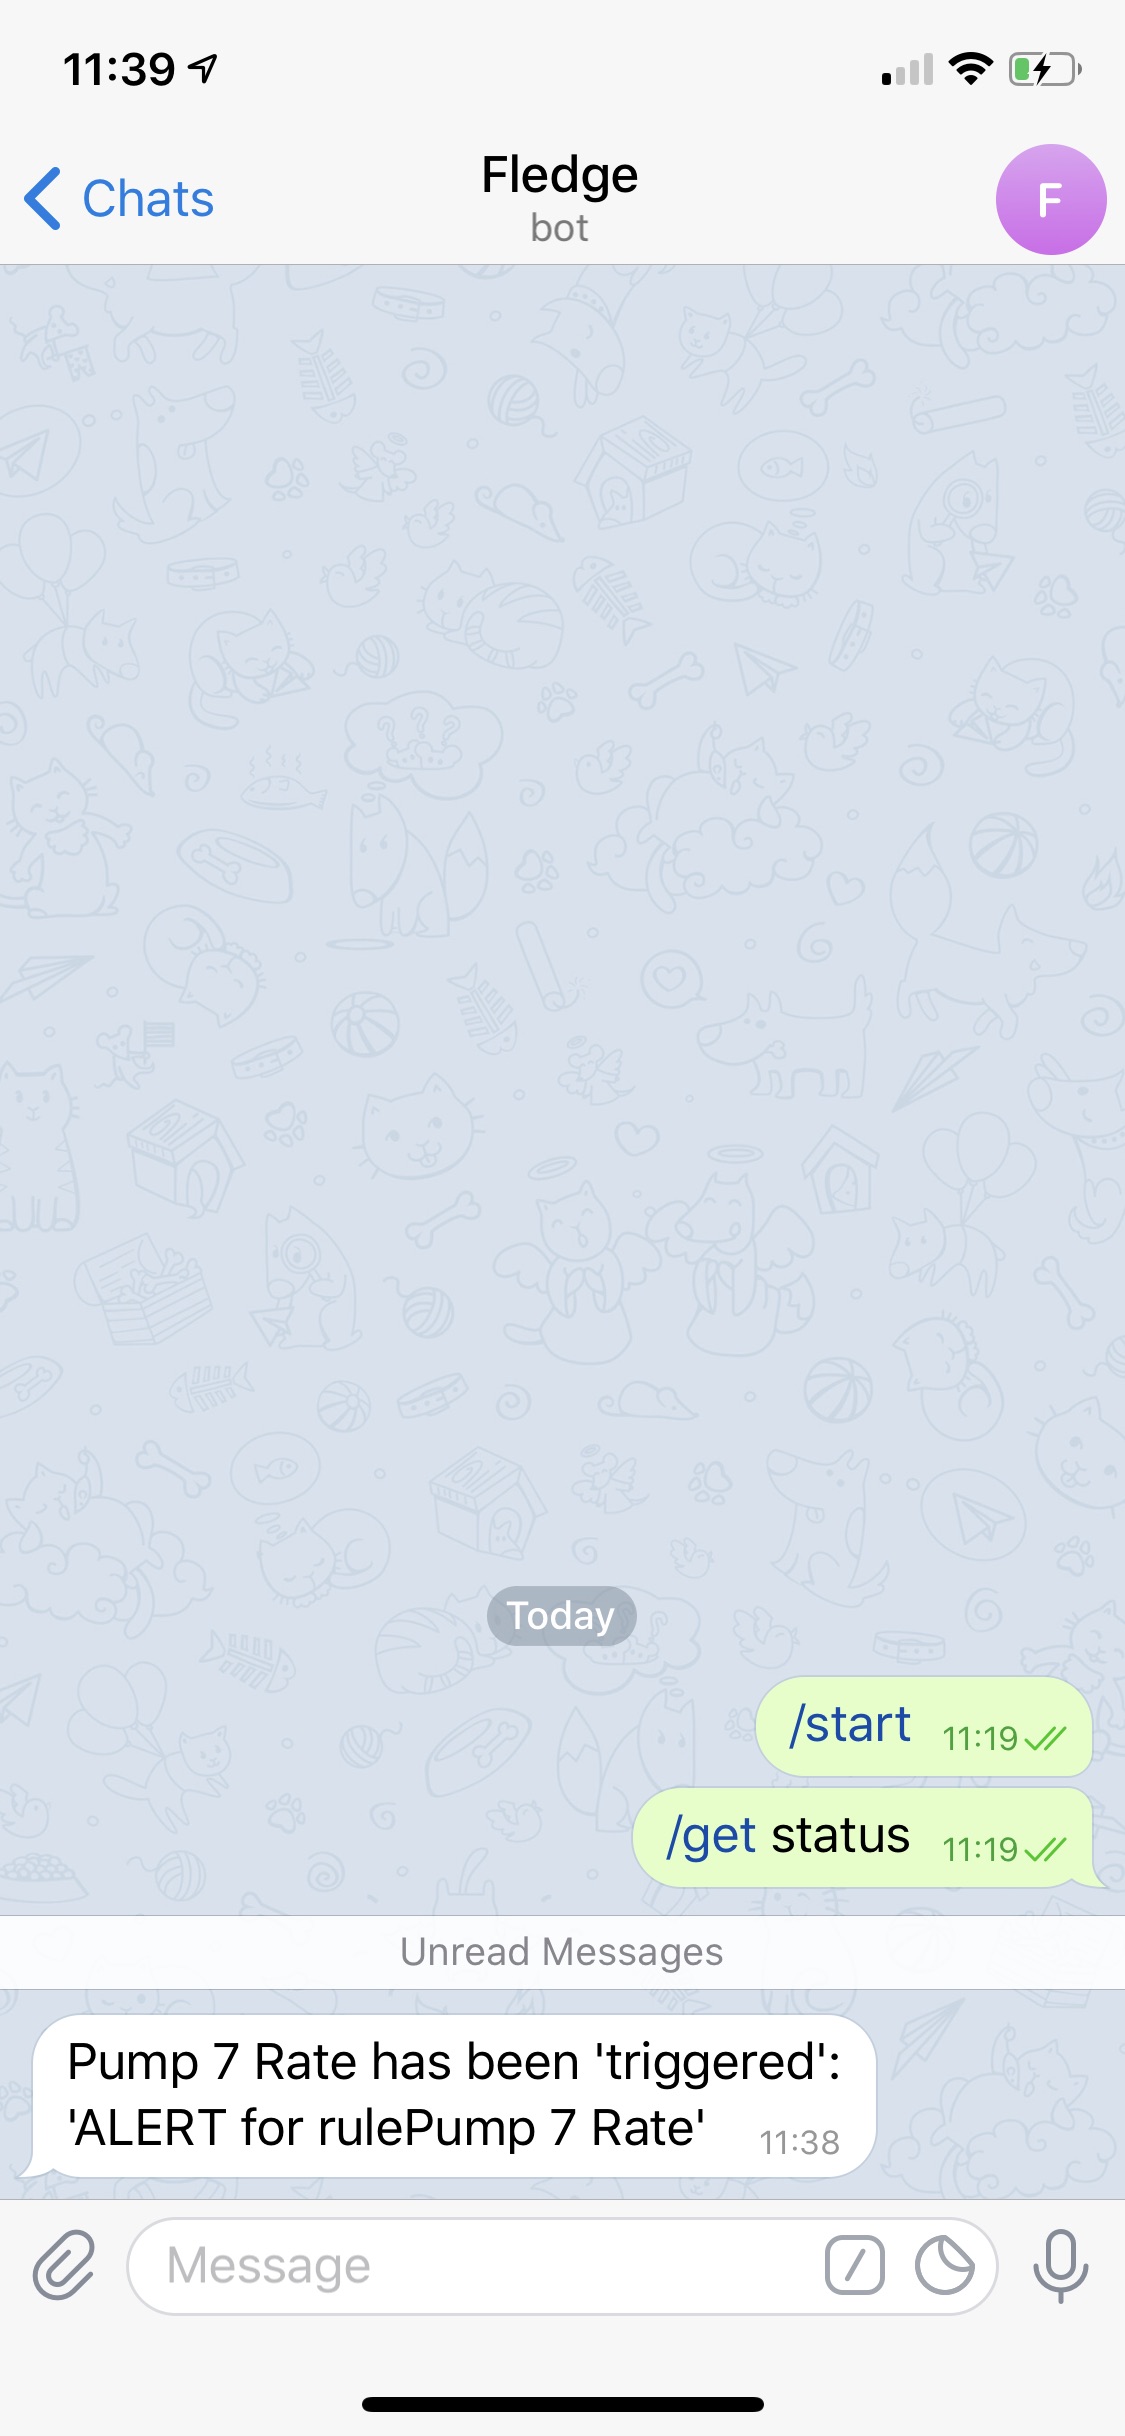 11:39
Chats
Fledge
bot
F
Today
/start 11:19
/get status 11:19
Unread Messages
Pump 7 Rate has been 'triggered':
'ALERT for rulePump 7 Rate' 11:38
Message